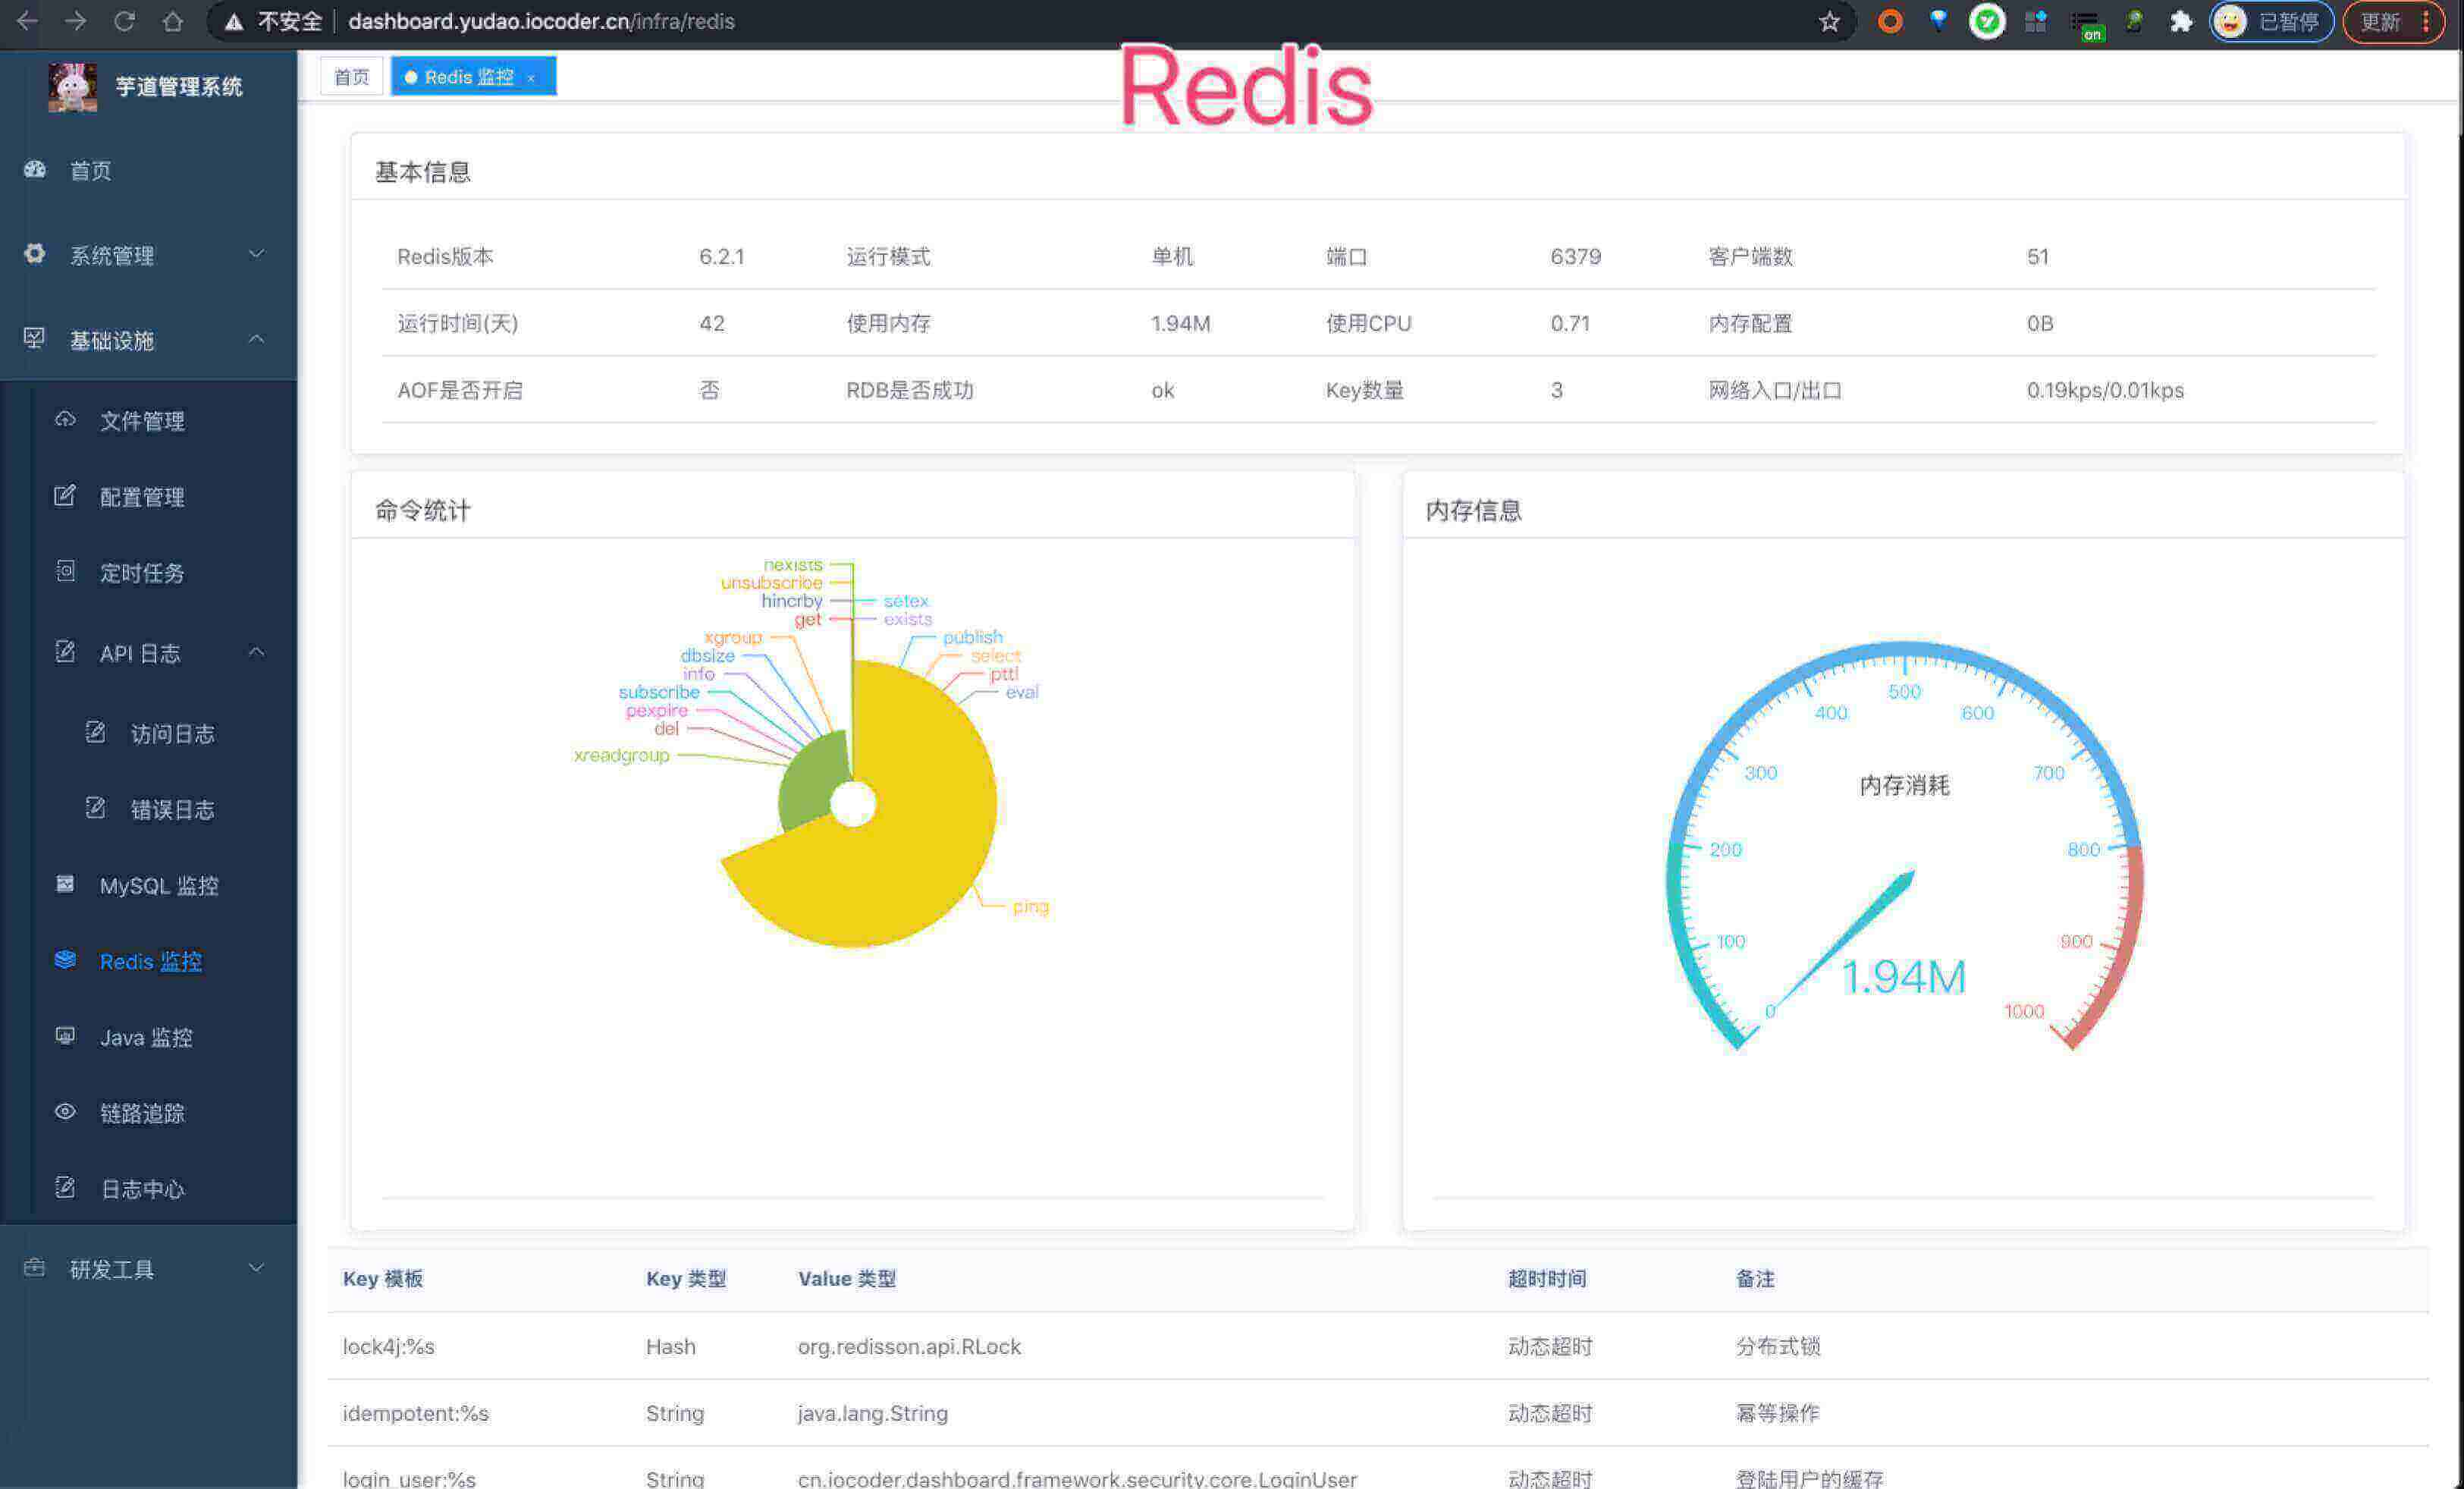 不安全 dashboard.yudao.iocoder.cn/infra/redis on 已暂停 更新
芋道管理系统
首页
系统管理
基础设施
文件管理
配置管理
定时任务
API 日志
访问日志
错误日志
MySQL 监控
Redis 监控
Java 监控
链路追踪
日志中心
研发工具
首页 Redis 监控 ×
Redis
基本信息
Redis版本 6.2.1 运行模式 单机 端口 6379 客户端数 51
运行时间(天) 42 使用内存 1.94M 使用CPU 0.71 内存配置 0B
AOF是否开启 否 RDB是否成功 ok Key数量 3 网络入口/出口 0.19kps/0.01kps
命令统计
hexists
unsubscribe
hincrby setex
get exists
xgroup publish
dbsize select
info pttl
subscribe eval
pexpire
del
xreadgroup
ping
内存信息
500
400 600
300 内存消耗 700
200 800
100 900
1.94M
0 1000
Key 模板 Key 类型 Value 类型 超时时间 备注
lock4j:%s Hash org.redisson.api.RLock 动态超时 分布式锁
idempotent:%s String java.lang.String 动态超时 幂等操作
login_user:%s String cn.iocoder.dashboard.framework.security.core.LoginUser 动态超时 登陆用户的缓存